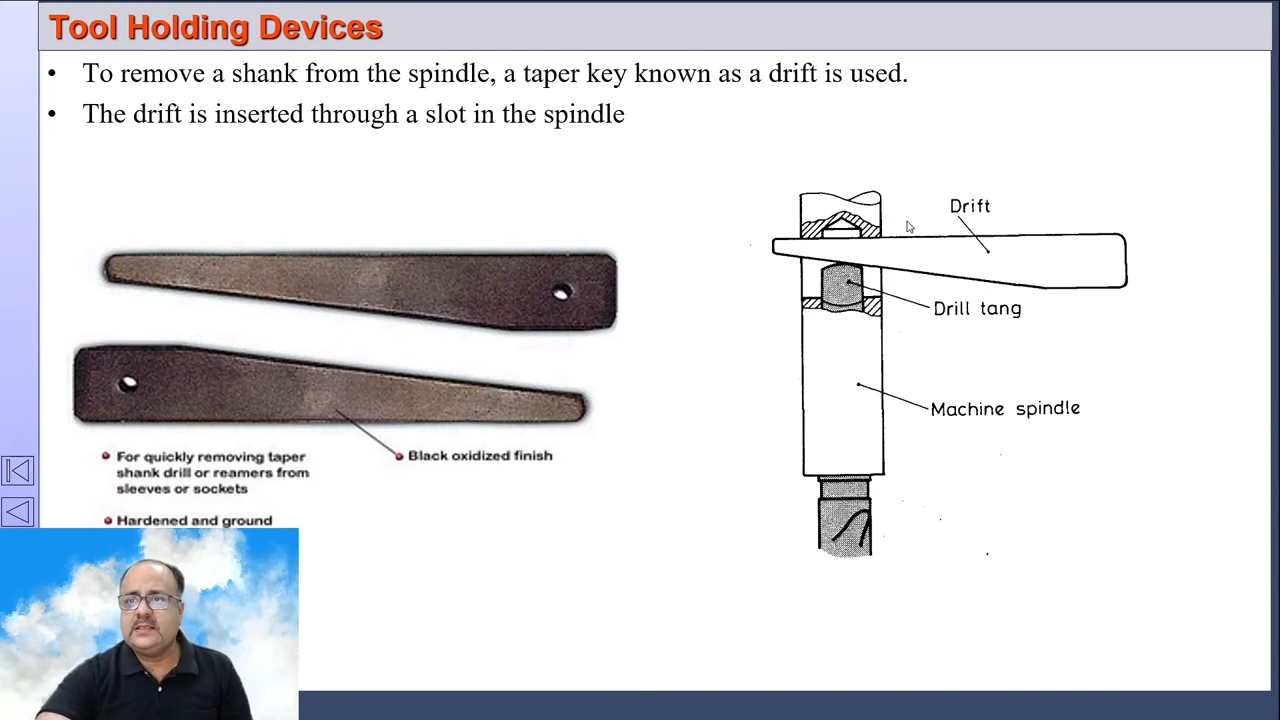 Tool Holding Devices
• To remove a shank from the spindle, a taper key known as a drift is used.
• The drift is inserted through a slot in the spindle
Drift
Drill tang
Machine spindle
For quickly removing taper
shank drill or reamers from
sleeves or sockets
Black oxidized finish
Hardened and ground